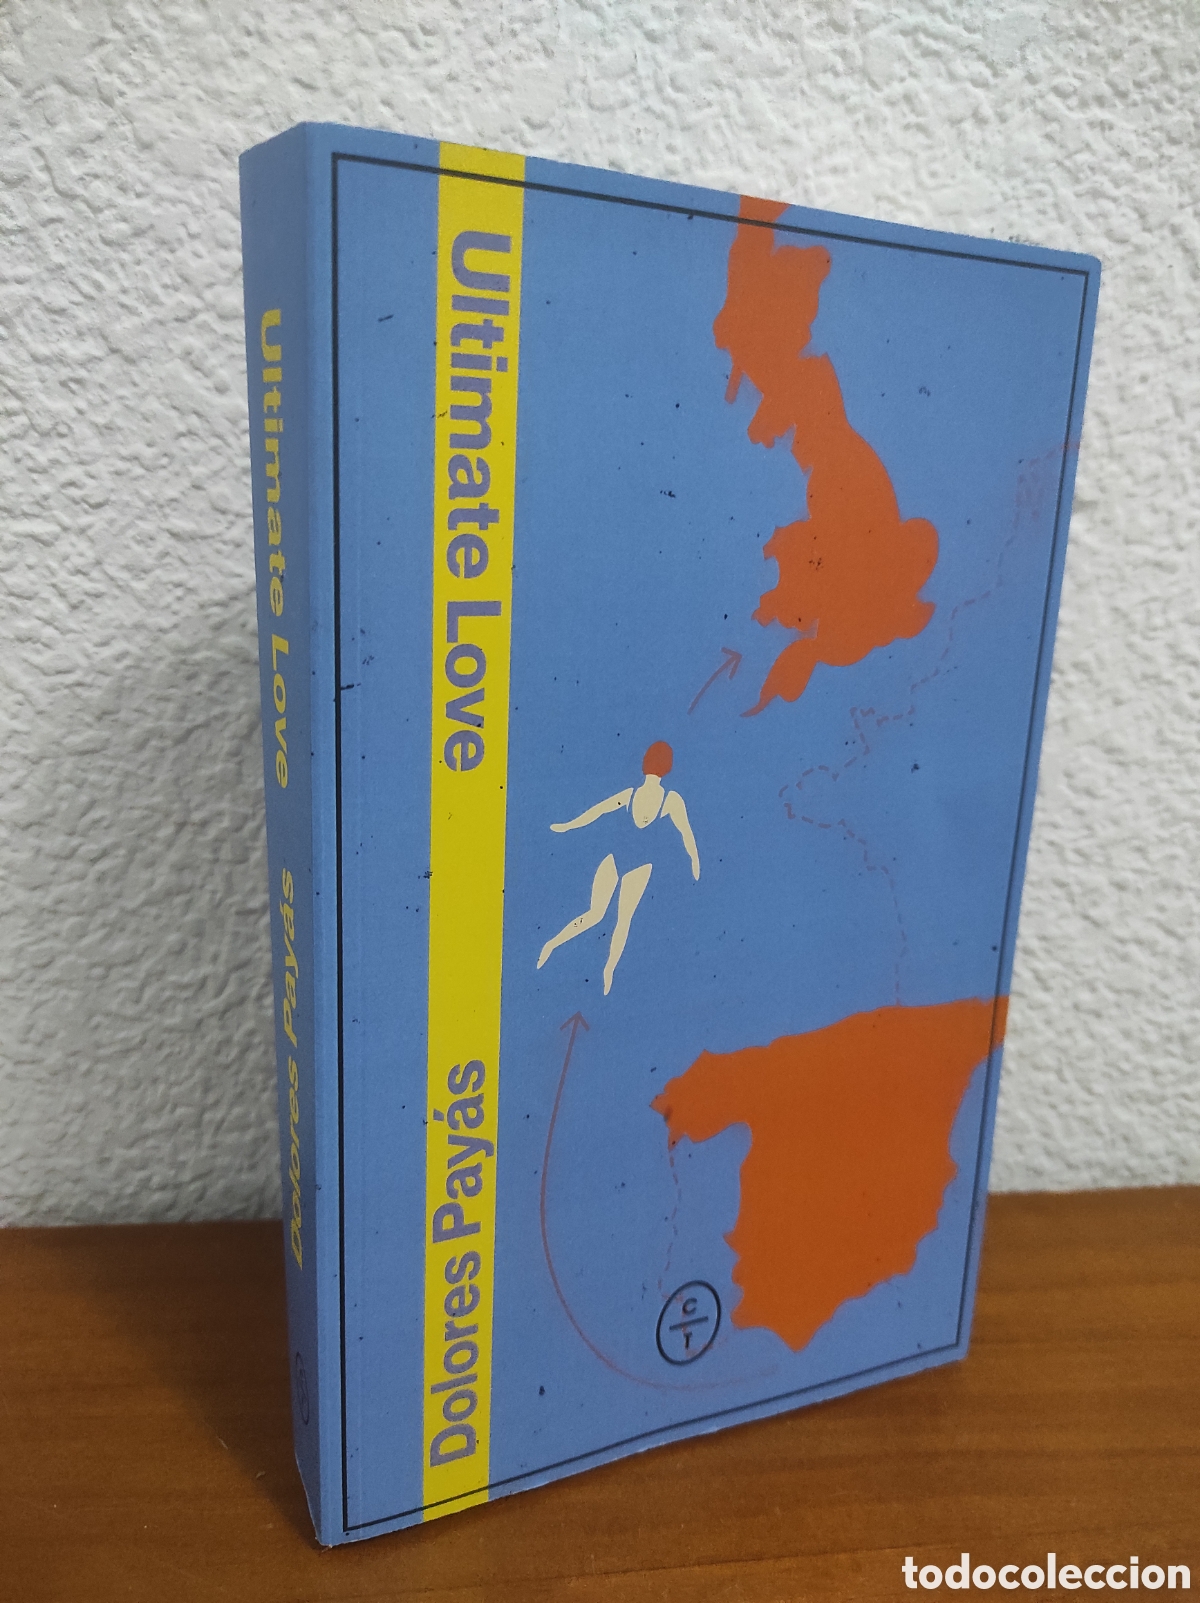 Ultimate Love
Dolores Payás
Ultimate Love
Dolores Payás
C
T
todocoleccion